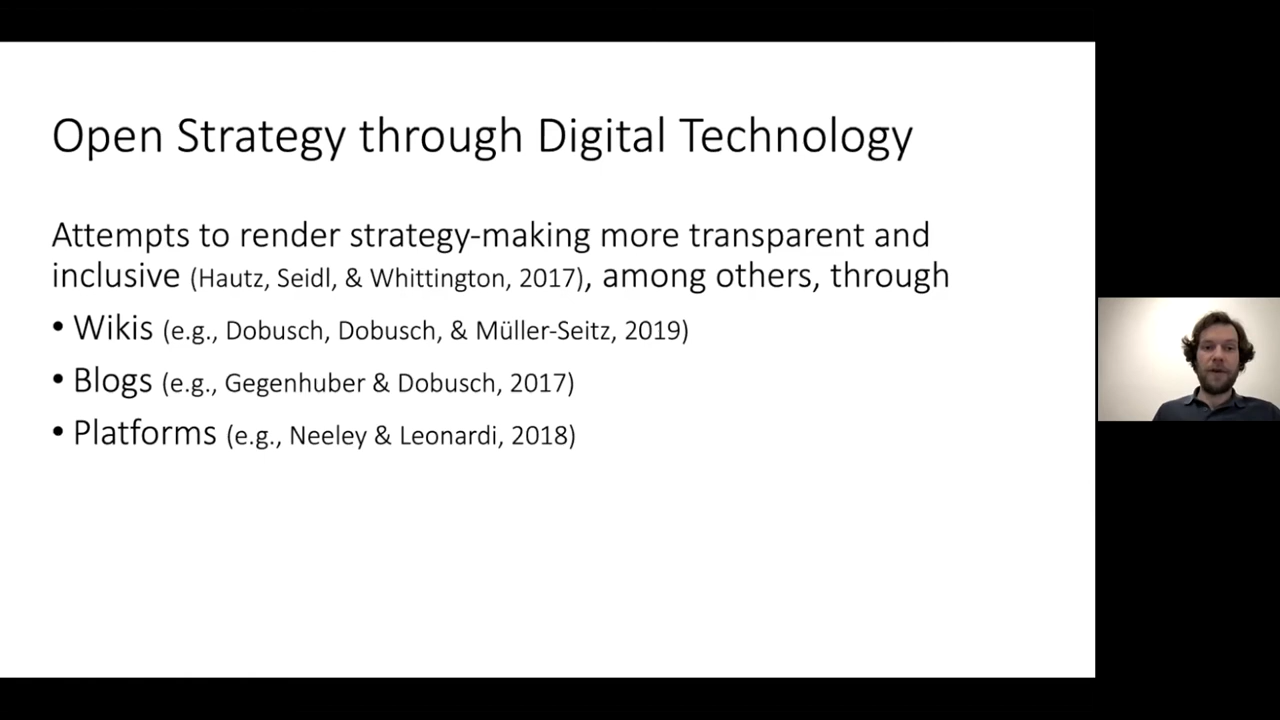 Open Strategy through Digital Technology
Attempts to render strategy-making more transparent and
inclusive (Hautz, Seidl, & Whittington, 2017), among others, through
• Wikis (e.g., Dobusch, Dobusch, & Müller-Seitz, 2019)
• Blogs (e.g., Gegenhuber & Dobusch, 2017)
• Platforms (e.g., Neeley & Leonardi, 2018)